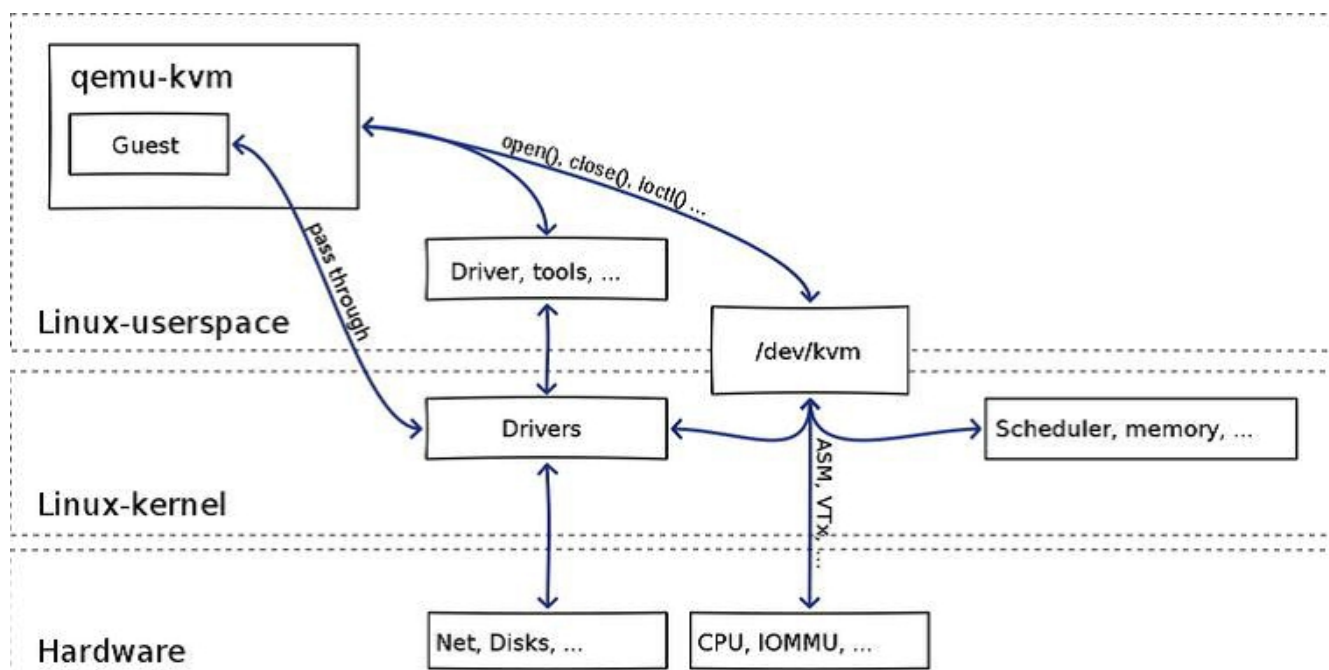 qemu-kvm
Guest
open(), close(), ioctl() ...
pass through
Driver, tools, ...
Linux-userspace
/dev/kvm
Drivers
Scheduler, memory, ...
ASM, VTx, ...
Linux-kernel
Net, Disks, ...
CPU, IOMMU, ...
Hardware